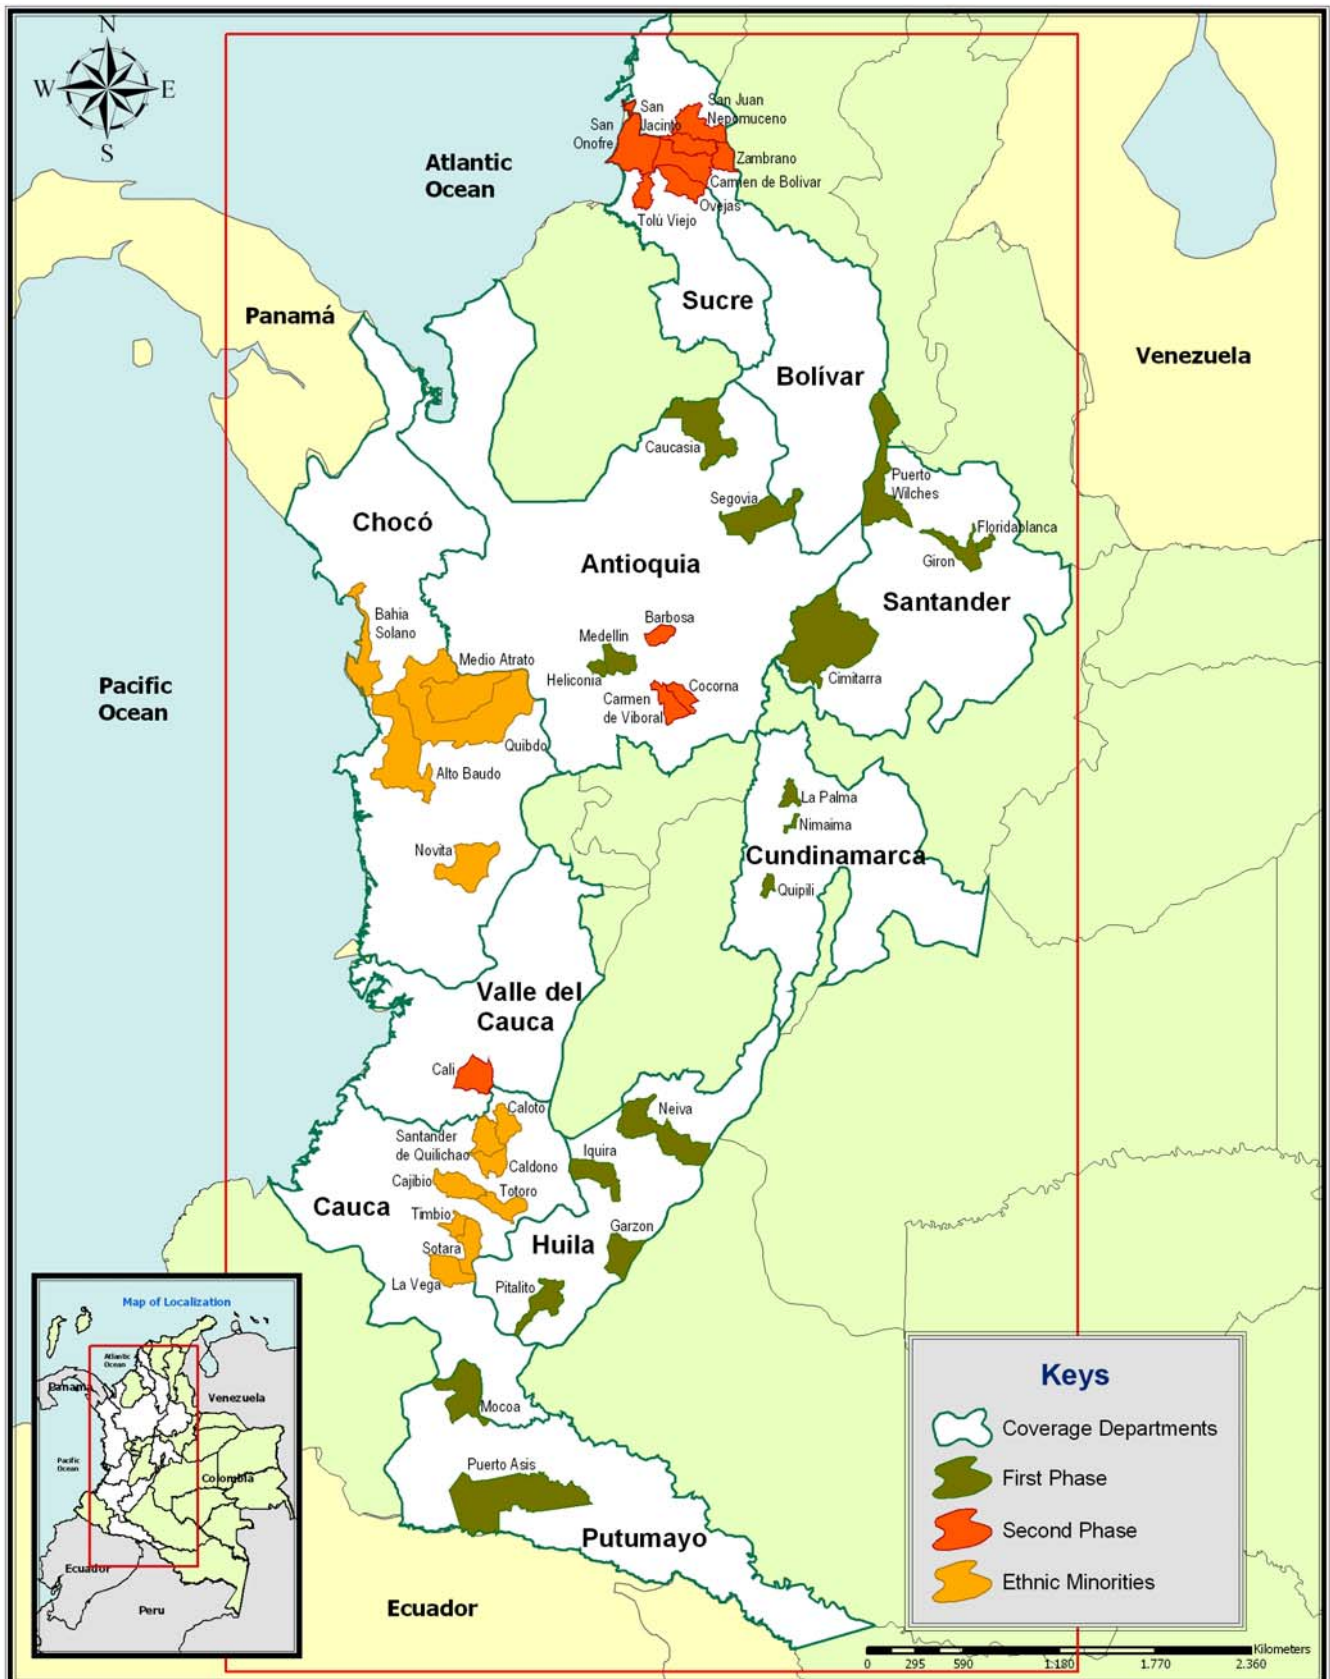 N
W
E
S
San
Jacinto
San Juan
Nepomuceno
San
Onofre
Zambrano
Carmen de Bolívar
Ovejas
Tolú Viejo
Atlantic
Ocean
Panamá
Sucre
Bolívar
Venezuela
Caucasia
Segovia
Puerto
Wilches
Floridablanca
Giron
Chocó
Antioquia
Santander
Bahia
Solano
Barbosa
Medellin
Heliconia
Medio Atrato
Cocorna
Carmen
de Viboral
Cimitarra
Pacific
Ocean
Quibdo
Alto Baudo
La Palma
Nimaima
Cundinamarca
Quipili
Novita
Valle del
Cauca
Cali
Caloto
Santander
de Quilichao
Caldono
Cajibio
Totoro
Neiva
Iquira
Cauca
Timbio
Sotara
La Vega
Huila
Garzon
Pitalito
Mocoa
Puerto Asis
Putumayo
Ecuador
Map of Localization
Atlantic
Ocean
Panama
Venezuela
Pacific
Ocean
Colombia
Ecuador
Peru
Keys
Coverage Departments
First Phase
Second Phase
Ethnic Minorities
Kilometers
0 295 590 1.180 1.770 2.360